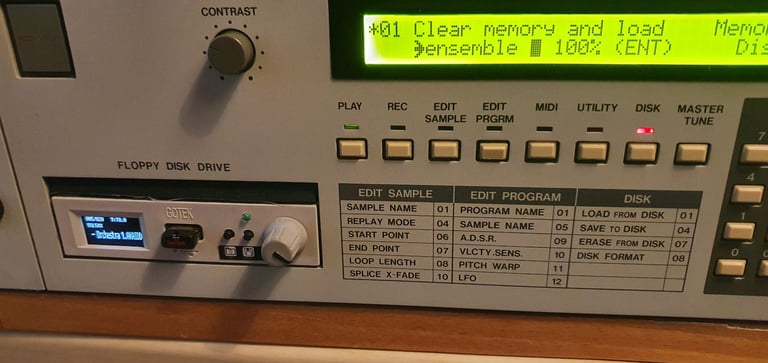 CONTRAST
*01 Clear memory and load Memor
ensemble 100% (ENT) Dis
PLAY REC EDIT SAMPLE EDIT PRGRM MIDI UTILITY DISK MASTER TUNE
FLOPPY DISK DRIVE
GOTEK
EDIT SAMPLE
SAMPLE NAME 01
REPLAY MODE 04
START POINT 06
END POINT 07
LOOP LENGTH 08
SPLICE X-FADE 10
EDIT PROGRAM
PROGRAM NAME 01
SAMPLE NAME 05
A.D.S.R. 09
VLCTY.SENS. 10
PITCH WARP 11
LFO 12
DISK
LOAD FROM DISK 01
SAVE TO DISK 04
ERASE FROM DISK 07
DISK FORMAT 08
7
4
1
0